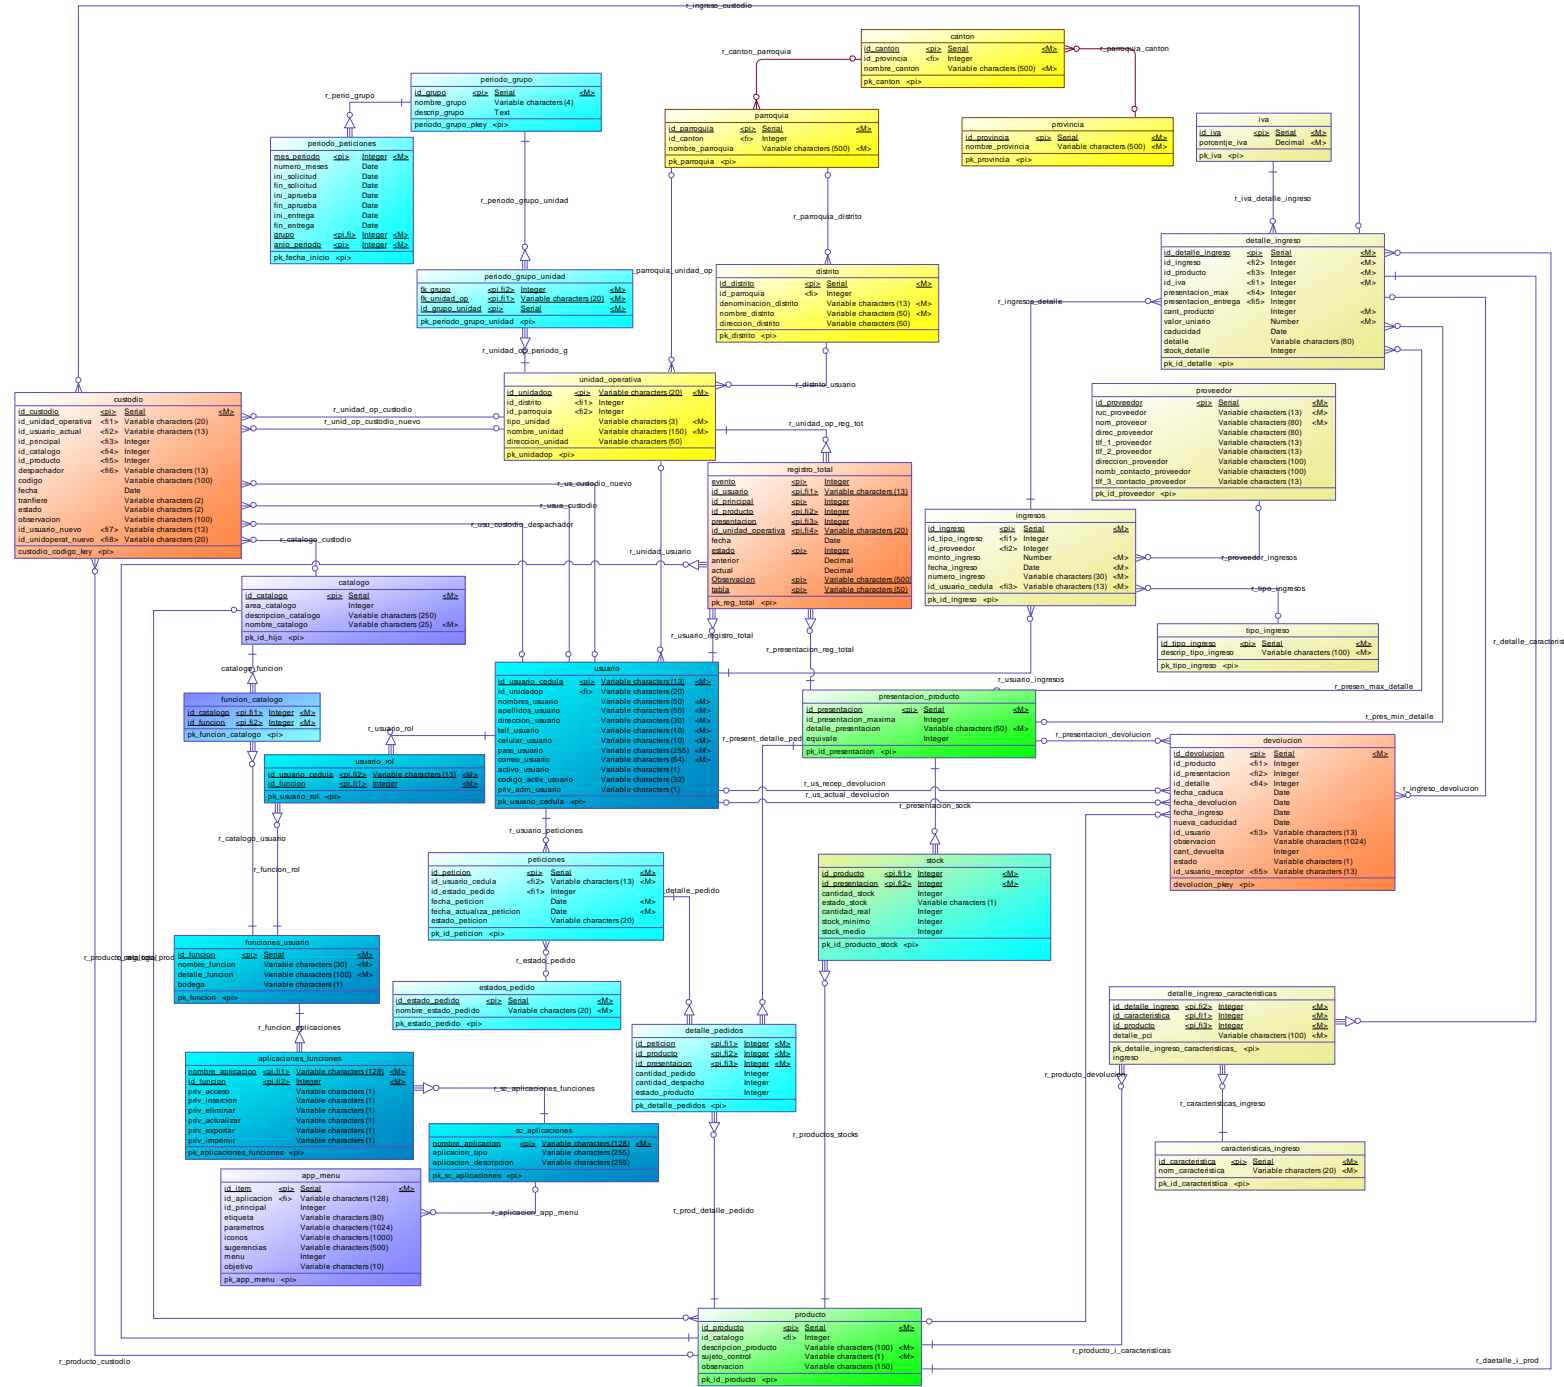 r_ingreso_custodio
canton
id_canton <pi> Serial <M>
id_provincia <fi> Integer
nombre_canton Variable characters (500) <M>
pk_canton <pi>
r_canton_parroquia
r_parroquia_canton
periodo_grupo
id_grupo <pi> Serial <M>
nombre_grupo Variable characters (4)
descrip_grupo Text
periodo_grupo_pkey <pi>
r_perio_grupo
parroquia
id_parroquia <pi> Serial <M>
id_canton <fi> Integer
nombre_parroquia Variable characters (500) <M>
pk_parroquia <pi>
provincia
id_provincia <pi> Serial <M>
nombre_provincia Variable characters (500) <M>
pk_provincia <pi>
iva
id_iva <pi> Serial <M>
porcentje_iva Decimal <M>
pk_iva <pi>
periodo_peticiones
mes_periodo <pi> Integer <M>
numero_meses Date
ini_solicitud Date
fin_solicitud Date
ini_aprueba Date
fin_aprueba Date
ini_entrega Date
fin_entrega Date
grupo <pi,fi> Integer <M>
anio_periodo <pi> Integer <M>
pk_fecha_inicio <pi>
r_periodo_grupo_unidad
r_parroquia_distrito
r_iva_detalle_ingreso
detalle_ingreso
id_detalle_ingreso <pi> Serial <M>
id_ingreso <fi2> Integer <M>
id_producto <fi3> Integer <M>
id_iva <fi1> Integer <M>
presentacion_max <fi4> Integer
presentacion_entrega <fi5> Integer
cant_producto Integer <M>
valor_uniario Number <M>
caducidad Date
detalle Variable characters (80)
stock_detalle Integer
pk_id_detalle <pi>
periodo_grupo_unidad
fk_grupo <pi,fi2> Integer <M>
fk_unidad_op <pi,fi1> Variable characters (20) <M>
id_grupo_unidad <pi> Serial <M>
pk_periodo_grupo_unidad <pi>
_parroquia_unidad_op
distrito
id_distrito <pi> Serial <M>
id_parroquia <fi> Integer
denominacion_distrito Variable characters (13) <M>
nombre_distrito Variable characters (50) <M>
direccion_distrito Variable characters (50)
pk_distrito <pi>
r_ingresos_detalle
r_unidad_op_periodo_g
r_distrito_usuario
unidad_operativa
id_unidadop <pi> Variable characters (20) <M>
id_distrito <fi1> Integer
id_parroquia <fi2> Integer
tipo_unidad Variable characters (3) <M>
nombre_unidad Variable characters (150) <M>
direccion_unidad Variable characters (50)
pk_unidadop <pi>
custodio
id_custodio <pi> Serial <M>
id_unidad_operativa <fi1> Variable characters (20)
id_usuario_actual <fi2> Variable characters (13)
id_principal <fi3> Integer
id_catalogo <fi4> Integer
id_producto <fi5> Integer
despachador <fi6> Variable characters (13)
codigo Variable characters (100)
fecha Date
tranfiere Variable characters (2)
estado Variable characters (2)
observacion Variable characters (100)
id_usuario_nuevo <fi7> Variable characters (13)
id_unidoperat_nuevo <fi8> Variable characters (20)
custodio_codigo_key <pi>
r_unidad_op_custodio
r_unid_op_custodio_nuevo
r_unidad_op_reg_tot
proveedor
id_proveedor <pi> Serial <M>
ruc_proveedor Variable characters (13) <M>
nom_proveeor Variable characters (80) <M>
direc_proveedor Variable characters (80)
tlf_1_proveedor Variable characters (13)
tlf_2_proveedor Variable characters (13)
direccion_proveedor Variable characters (100)
nomb_contacto_proveedor Variable characters (100)
tlf_3_contacto_proveedor Variable characters (13)
pk_id_proveedor <pi>
registro_total
evento <pi> Integer
id_usuario <pi,fi1> Variable characters (13)
id_principal <pi> Integer
id_producto <pi,fi2> Integer
presentacion <pi,fi3> Integer
id_unidad_operativa <pi,fi4> Variable characters (20)
fecha Date
estado <pi> Integer
anterior Decimal
actual Decimal
Observacion <pi> Variable characters (500)
tabla <pi> Variable characters (50)
pk_reg_total <pi>
r_us_custodio_nuevo
r_usua_custodio
r_usu_custodio_despachador
r_catalogo_custodio
r_unidad_usuario
ingresos
id_ingreso <pi> Serial <M>
id_tipo_ingreso <fi1> Integer
id_proveedor <fi2> Integer
monto_ingreso Number <M>
fecha_ingreso Date <M>
numero_ingreso Variable characters (30) <M>
id_usuario_cedula <fi3> Variable characters (13) <M>
pk_id_ingreso <pi>
r_proveedor_ingresos
r_tipo_ingresos
catalogo
id_catalogo <pi> Serial <M>
area_catalogo Integer
descripcion_catalogo Variable characters (250)
nombre_catalogo Variable characters (25) <M>
pk_id_hijo <pi>
r_usuario_registro_total
r_presentacion_reg_total
tipo_ingreso
id_tipo_ingreso <pi> Serial <M>
descrip_tipo_ingreso Variable characters (100) <M>
pk_tipo_ingreso <pi>
r_detalle_caracterist
catalogo_funcion
r_usuario_ingresos
r_presen_max_detalle
usuario
id_usuario_cedula <pi> Variable characters (13) <M>
id_unidadop <fi> Variable characters (20)
nombres_usuario Variable characters (50) <M>
apellidos_usuario Variable characters (50) <M>
direccion_usuario Variable characters (30) <M>
telf_usuario Variable characters (10) <M>
celular_usuario Variable characters (10) <M>
pass_usuario Variable characters (255) <M>
correo_usuario Variable characters (64) <M>
activo_usuario Variable characters (1)
codigo_activ_usuario Variable characters (32)
priv_adm_usuario Variable characters (1)
pk_usuario_cedula <pi>
funcion_catalogo
id_catalogo <pi,fi1> Integer <M>
id_funcion <pi,fi2> Integer <M>
pk_funcion_catalogo <pi>
presentacion_producto
id_presentacion <pi> Serial <M>
id_presentacion_maxima Integer
detalle_presentacion Variable characters (50) <M>
equivale Integer
pk_id_presentacion <pi>
r_pres_min_detalle
r_usuario_rol
r_present_detalle_ped
r_presentacion_devolucion
usuario_rol
id_usuario_cedula <pi,fi2> Variable characters (13) <M>
id_funcion <pi,fi1> Integer <M>
pk_usuario_rol <pi>
devolucion
id_devolucion <pi> Serial <M>
id_producto <fi1> Integer
id_presentacion <fi2> Integer
id_detalle <fi4> Integer
fecha_caduca Date
fecha_devolucion Date
fecha_ingreso Date
nueva_caducidad Date
id_usuario <fi3> Variable characters (13)
observacion Variable characters (1024)
cant_devuelta Integer
estado Variable characters (1)
id_usuario_receptor <fi5> Variable characters (13)
devolucion_pkey <pi>
r_us_recep_devolucion
r_us_actual_devolucion
r_presentacion_sock
r_ingreso_devolucion
r_catalogo_usuario
r_usuario_peticiones
r_funcion_rol
peticiones
id_peticion <pi> Serial <M>
id_usuario_cedula <fi2> Variable characters (13) <M>
id_estado_pedido <fi1> Integer
fecha_peticion Date <M>
fecha_actualiza_peticion Date <M>
estado_peticion Variable characters (20)
pk_id_peticion <pi>
_detalle_pedido
stock
id_producto <pi,fi1> Integer <M>
id_presentacion <pi,fi2> Integer <M>
cantidad_stock Integer
estado_stock Variable characters (1)
cantidad_real Integer
stock_minimo Integer
stock_medio Integer
pk_id_producto_stock <pi>
funciones_usuario
id_funcion <pi> Serial <M>
nombre_funcion Variable characters (30) <M>
detalle_funcion Variable characters (100) <M>
bodega Variable characters (1)
pk_funcion <pi>
r_estado_pedido
estados_pedido
id_estado_pedido <pi> Serial <M>
nombre_estado_pedido Variable characters (20) <M>
pk_estado_pedido <pi>
detalle_ingreso_caracteristicas
id_detalle_ingreso <pi,fi2> Integer <M>
id_caracteristica <pi,fi1> Integer <M>
id_producto <pi,fi3> Integer <M>
detalle_pci Variable characters (100) <M>
pk_detalle_ingreso_caracteristicas_ <pi>
ingreso
r_funcion_aplicaciones
detalle_pedidos
id_peticion <pi,fi1> Integer <M>
id_producto <pi,fi2> Integer <M>
id_presentacion <pi,fi3> Integer <M>
cantidad_pedido Integer
cantidad_despacho Integer
estado_producto Integer
pk_detalle_pedidos <pi>
aplicaciones_funciones
nombre_aplicacion <pi,fi1> Variable characters (128) <M>
id_funcion <pi,fi2> Integer <M>
priv_acceso Variable characters (1)
priv_insercion Variable characters (1)
priv_eliminar Variable characters (1)
priv_actualizar Variable characters (1)
priv_exportar Variable characters (1)
priv_imprimir Variable characters (1)
pk_aplicaciones_funciones <pi>
r_sc_aplicaciones_funciones
r_producto_devolucion
r_caracteristicas_ingreso
r_productos_stocks
sc_aplicaciones
nombre_aplicacion <pi> Variable characters (128) <M>
aplicacion_tipo Variable characters (255)
aplicacion_descripcion Variable characters (255)
pk_sc_aplicaciones <pi>
caracteristicas_ingreso
id_caracteristica <pi> Serial <M>
nom_caracteristica Variable characters (20) <M>
pk_id_caracteristica <pi>
app_menu
id_item <pi> Serial <M>
id_aplicacion <fi> Variable characters (128)
id_principal Integer
etiqueta Variable characters (80)
parametros Variable characters (1024)
iconos Variable characters (1000)
sugerencias Variable characters (500)
menu Integer
objetivo Variable characters (10)
pk_app_menu <pi>
r_aplicacion_app_menu
r_prod_detalle_pedido
producto
id_producto <pi> Serial <M>
id_catalogo <fi> Integer
descripcion_producto Variable characters (100) <M>
sujeto_control Variable characters (1) <M>
observacion Variable characters (150)
pk_id_producto <pi>
r_producto_custodio
r_producto_i_caracteristicas
r_daetalle_i_prod